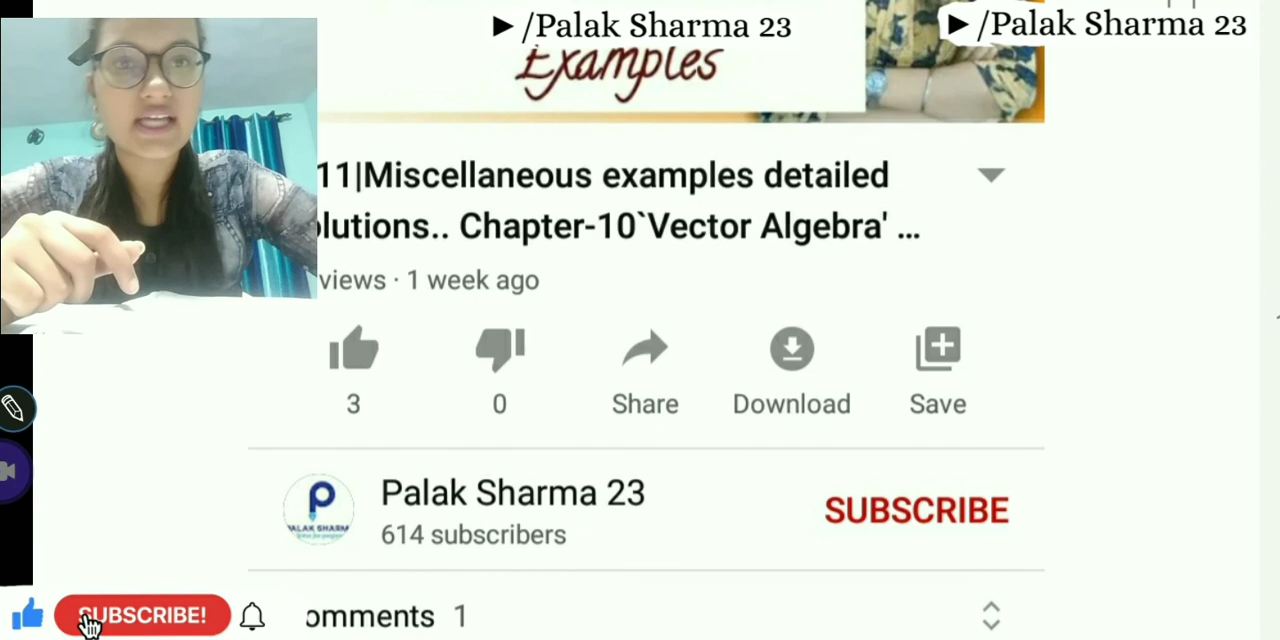 ▶ /Palak Sharma 23
▶ /Palak Sharma 23
Examples
11|Miscellaneous examples detailed
olutions.. Chapter-10`Vector Algebra' ...
views · 1 week ago
3
0
Share
Download
Save
Palak Sharma 23
614 subscribers
SUBSCRIBE
SUBSCRIBE!
omments 1